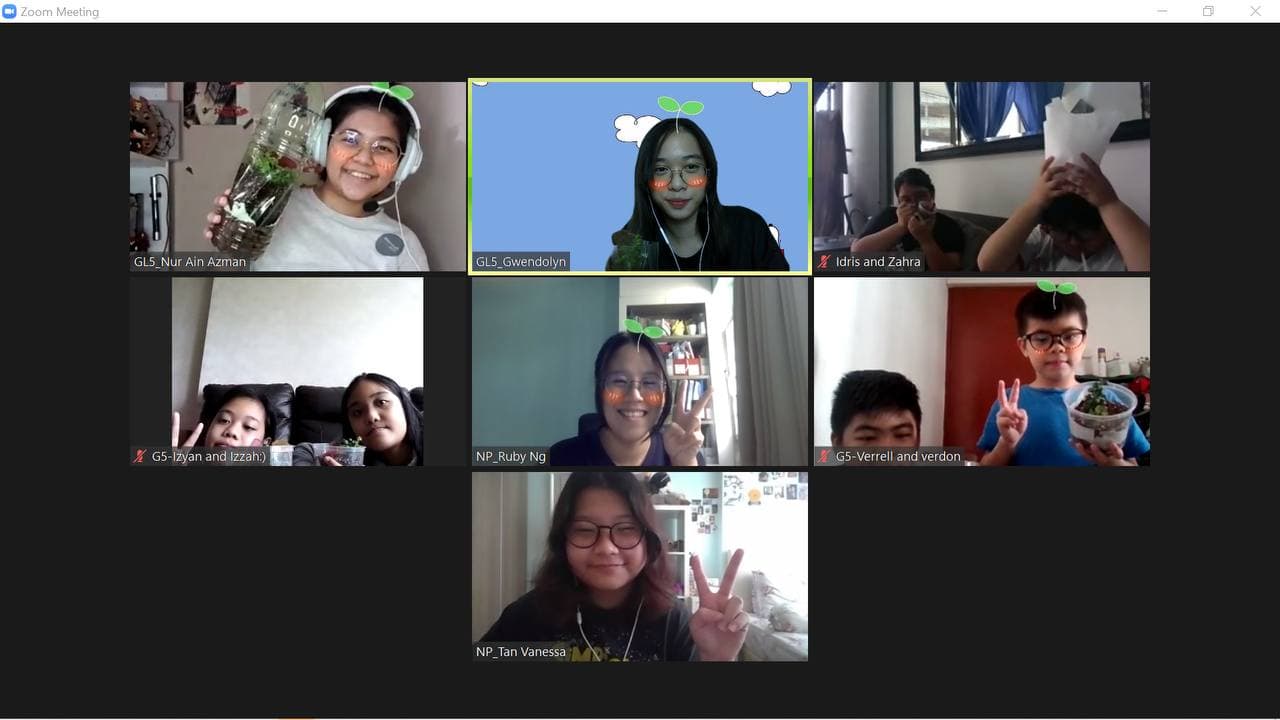 Zoom Meeting
GL5_Nur Ain Azman
GL5_Gwendolyn
Idris and Zahra
G5-Izyan and Izzah:)
NP_Ruby Ng
G5-Verrell and verdon
NP_Tan Vanessa